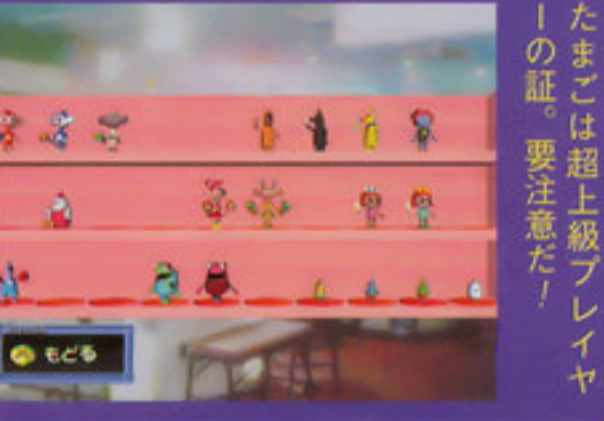 たまごは超上級プレイヤ
ーの証。要注意だ！
もどる